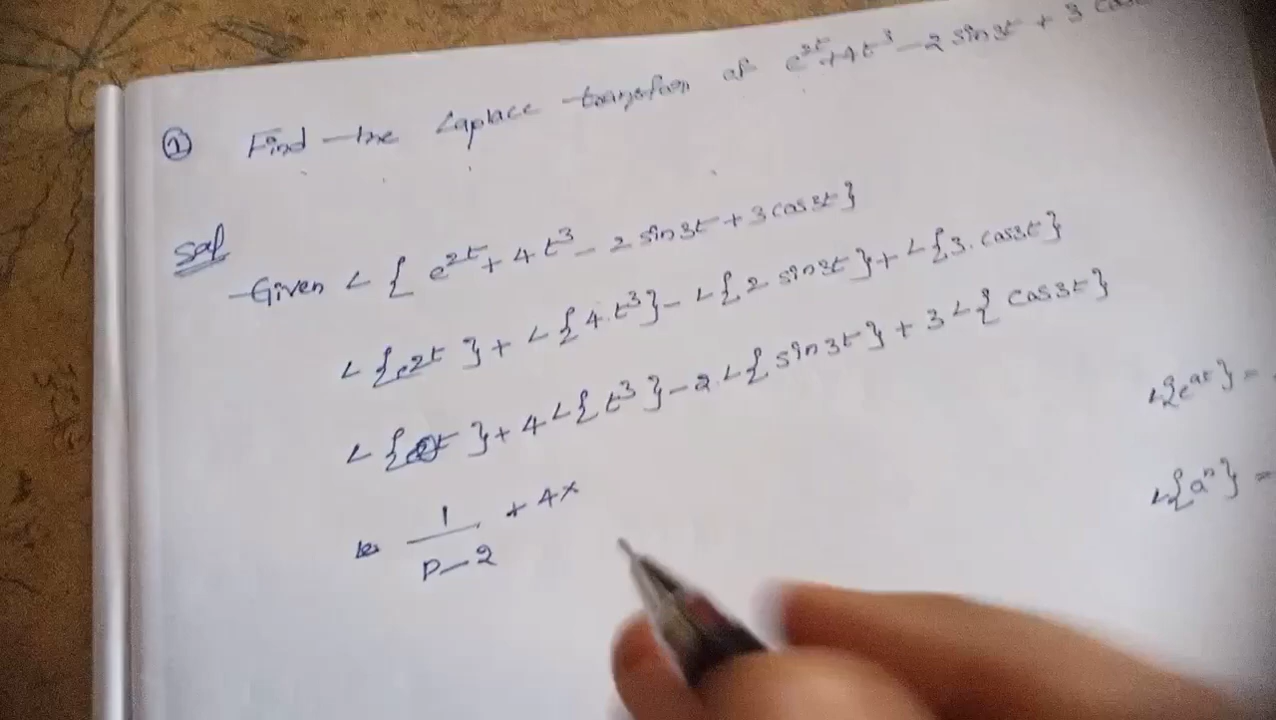 ① Find the Laplace transform of e^{2t}+4t^3-2 sin3t+3 cos
Sol
Given L { e^{2t}+4t^3-2 sin3t+3 cos3t}
L{e^{2t}}+L{4.t^3}-L{2 sin3t}+L{3.cos3t}
L{e^{2t}}+4L{t^3}-2.L{sin3t}+3L{cos3t}
L{e^{at}} =
L{a^n} =
1/(P-2) + 4×